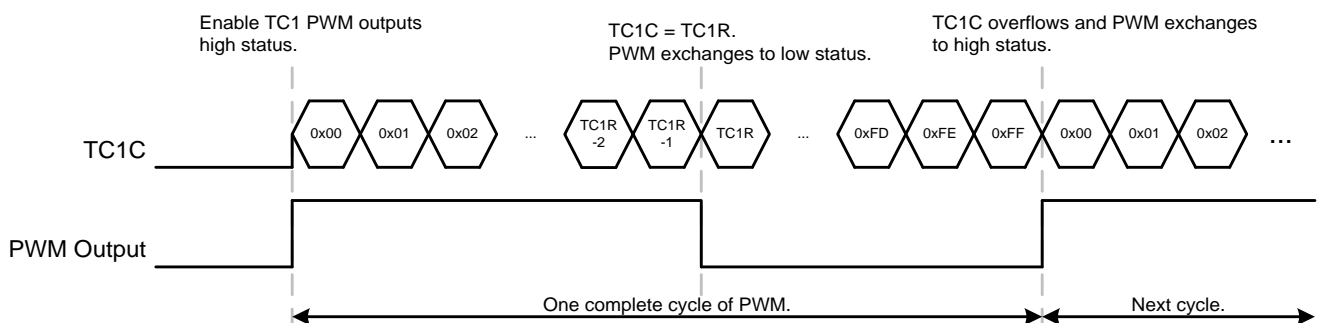 Enable TC1 PWM outputs
high status.
TC1C = TC1R.
PWM exchanges to low status.
TC1C overflows and PWM exchanges
to high status.
TC1C
0x00
0x01
0x02
...
TC1R
-2
TC1R
-1
TC1R
...
0xFD
0xFE
0xFF
0x00
0x01
0x02
...
PWM Output
One complete cycle of PWM.
Next cycle.